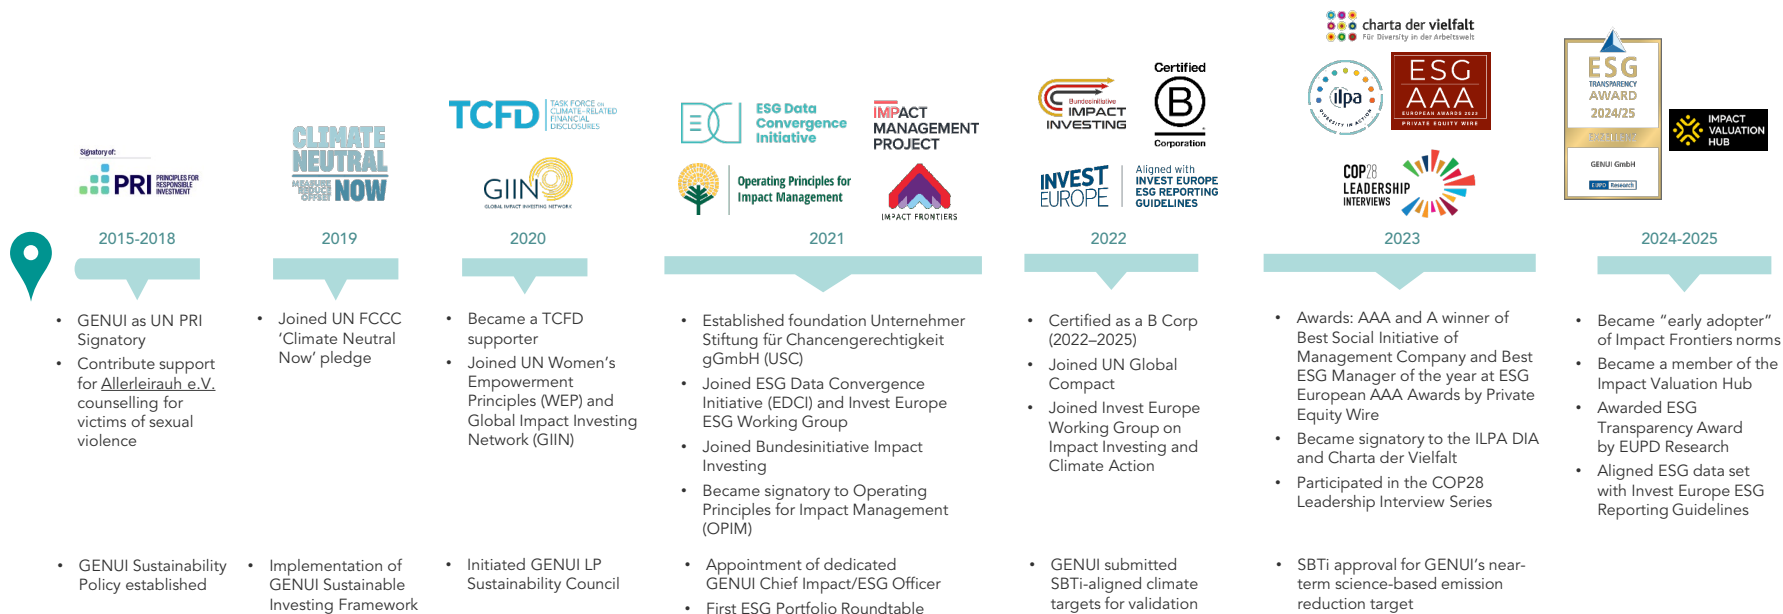 Signatory of:
PRI PRINCIPLES FOR
RESPONSIBLE
INVESTMENT
CLIMATE
NEUTRAL
MEASURE
REDUCE
OFFSET
NOW
TCFD TASK FORCE ON
CLIMATE-RELATED
FINANCIAL
DISCLOSURES
GIIN
GLOBAL IMPACT INVESTING NETWORK
ESG Data
Convergence
Initiative
IMPACT
MANAGEMENT
PROJECT
Operating Principles for
Impact Management
IMPACT FRONTIERS
Bundesinitiative
IMPACT
INVESTING
Certified
B
Corporation
INVEST
EUROPE
Aligned with
INVEST EUROPE
ESG REPORTING
GUIDELINES
charta der vielfalt
Für Diversity in der Arbeitswelt
ilpa
DIVERSITY IN ACTION
ESG
AAA
EUROPEAN AWARDS 2023
PRIVATE EQUITY WIRE
COP28
LEADERSHIP
INTERVIEWS
ESG
TRANSPARENCY
AWARD
2024/25
EXCELLENCE
GENUI GmbH
EUPD Research
IMPACT
VALUATION
HUB
2015-2018
2019
2020
2021
2022
2023
2024-2025
• GENUI as UN PRI
Signatory
• Contribute support
for Allerleirauh e.V.
counselling for
victims of sexual
violence
• Joined UN FCCC
‘Climate Neutral
Now’ pledge
• Became a TCFD
supporter
• Joined UN Women’s
Empowerment
Principles (WEP) and
Global Impact Investing
Network (GIIN)
• Established foundation Unternehmer
Stiftung für Chancengerechtigkeit
gGmbH (USC)
• Joined ESG Data Convergence
Initiative (EDCI) and Invest Europe
ESG Working Group
• Joined Bundesinitiative Impact
Investing
• Became signatory to Operating
Principles for Impact Management
(OPIM)
• Certified as a B Corp
(2022–2025)
• Joined UN Global
Compact
• Joined Invest Europe
Working Group on
Impact Investing and
Climate Action
• Awards: AAA and A winner of
Best Social Initiative of
Management Company and Best
ESG Manager of the year at ESG
European AAA Awards by Private
Equity Wire
• Became signatory to the ILPA DIA
and Charta der Vielfalt
• Participated in the COP28
Leadership Interview Series
• Became “early adopter”
of Impact Frontiers norms
• Became a member of the
Impact Valuation Hub
• Awarded ESG
Transparency Award
by EUPD Research
• Aligned ESG data set
with Invest Europe ESG
Reporting Guidelines
• GENUI Sustainability
Policy established
• Implementation of
GENUI Sustainable
Investing Framework
• Initiated GENUI LP
Sustainability Council
• Appointment of dedicated
GENUI Chief Impact/ESG Officer
• First ESG Portfolio Roundtable
• GENUI submitted
SBTi-aligned climate
targets for validation
• SBTi approval for GENUI’s near-
term science-based emission
reduction target